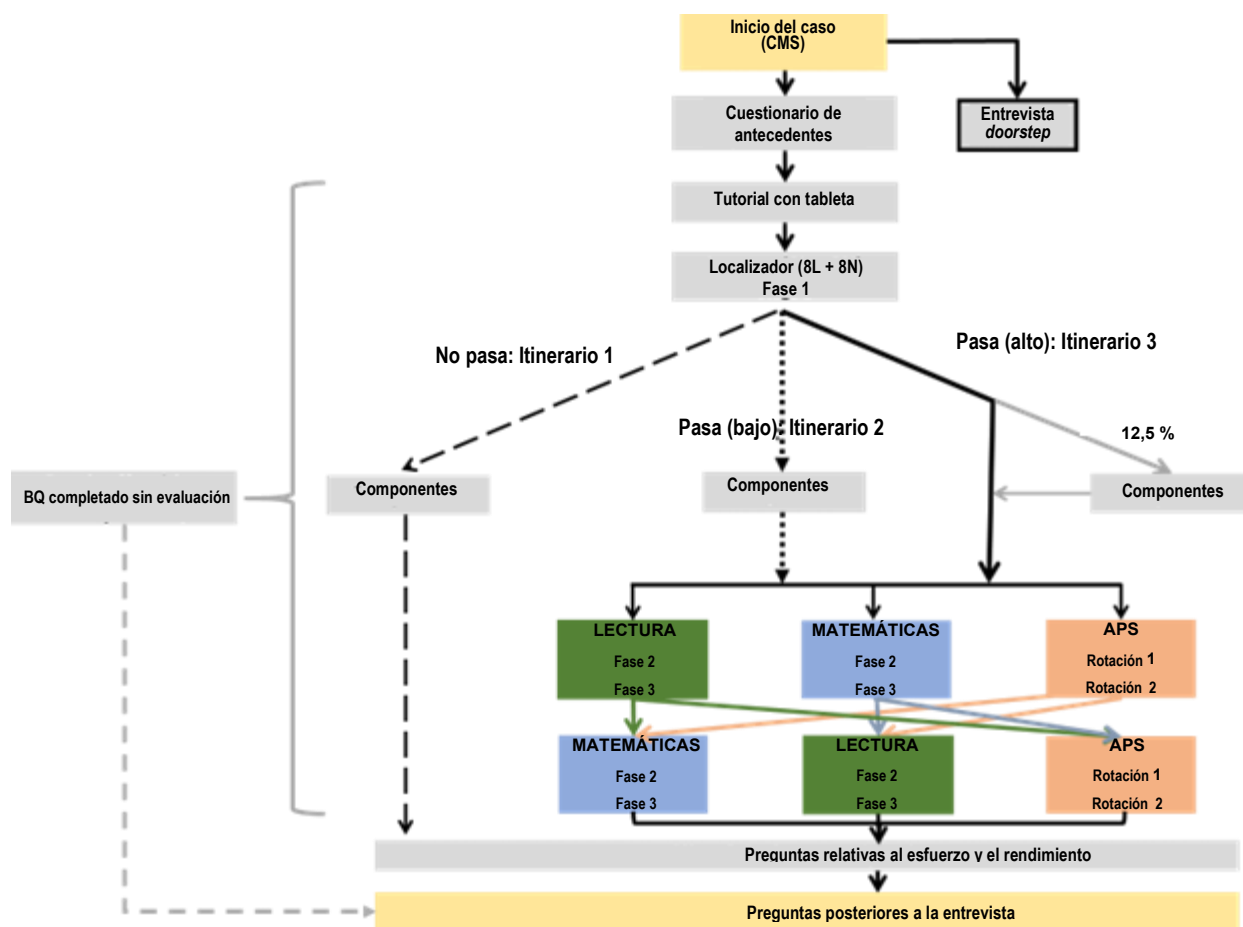 Inicio del caso
(CMS)
Cuestionario de
antecedentes
Entrevista
doorstep
Tutorial con tableta
Localizador (8L + 8N)
Fase 1
No pasa: Itinerario 1
Pasa (alto): Itinerario 3
Pasa (bajo): Itinerario 2
12,5 %
BQ completado sin evaluación
Componentes
Componentes
Componentes
LECTURA
Fase 2
Fase 3
MATEMÁTICAS
Fase 2
Fase 3
APS
Rotación 1
Rotación 2
MATEMÁTICAS
Fase 2
Fase 3
LECTURA
Fase 2
Fase 3
APS
Rotación 1
Rotación 2
Preguntas relativas al esfuerzo y el rendimiento
Preguntas posteriores a la entrevista